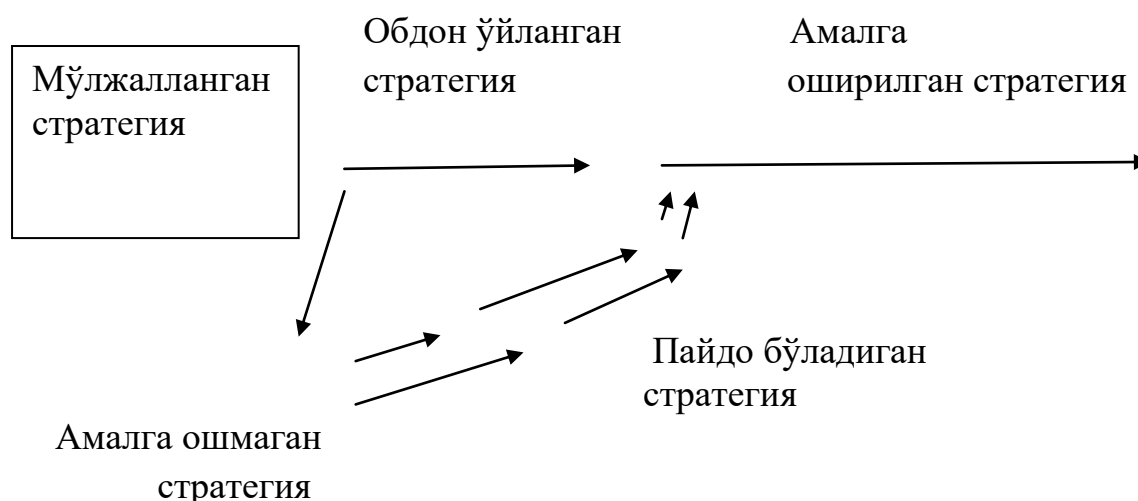 Мўлжалланган
стратегия
Обдон ўйланган
стратегия
Амалга
оширилган стратегия
Пайдо бўладиган
стратегия
Амалга ошмаган
стратегия